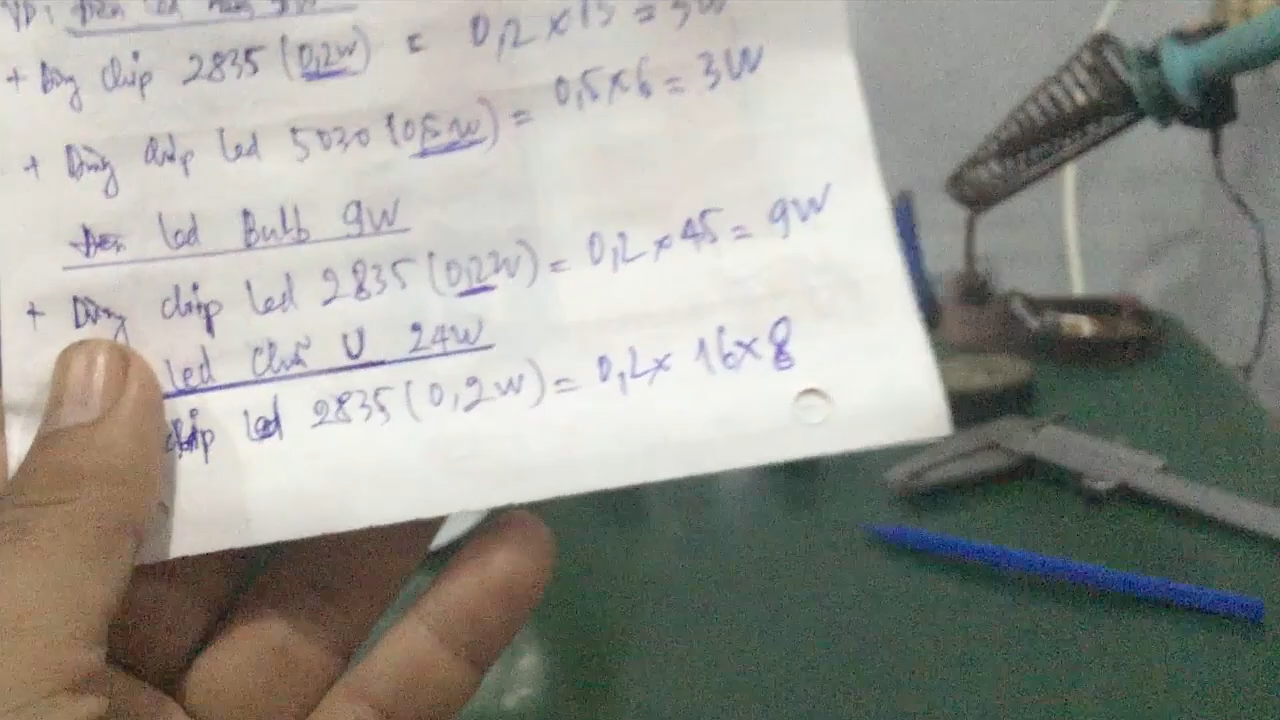 + Dùng chip 2835 (0,2w) = 0,2 x 15 = 3W
+ Dùng chip led 5030 (0,5w) = 0,5 x 6 = 3W
led Bulb 9W
+ Dùng chip led 2835 (0,2W) = 0,2 x 45 = 9W
led chữ U 24W
chip led 2835 (0,2w) = 0,2 x 16 x 8